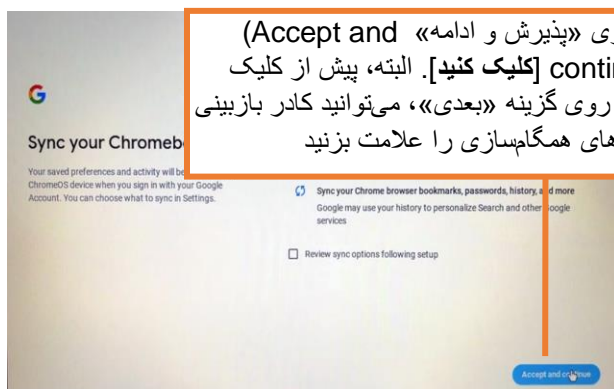 «پذیرش و ادامه» (Accept and
[کلیک کنید]. البته، پیش از کلیک
روی گزینه «بعدی»، می‌توانید کادر بازبینی
های همگام‌سازی را علامت بزنید
G
Sync your
Your saved preferences and activity will be
ChromeOS device when you sign in with your Google
Account. You can choose what to sync in Settings.
Sync your Chrome browser bookmarks, passwords, history, and more
Google may use your history to personalize Search and other Google
services
Review sync options following setup
Accept and continue